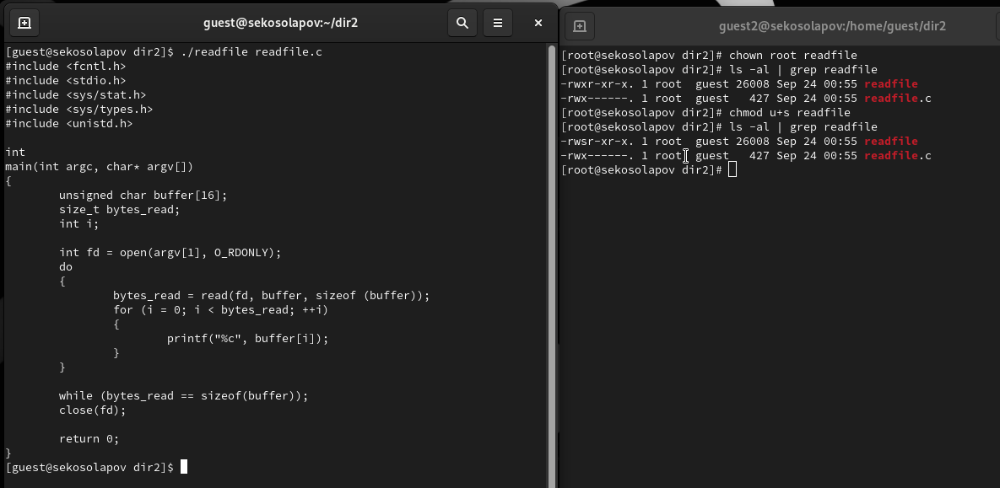 guest@sekosolapov:~/dir2
[guest@sekosolapov dir2]$ ./readfile readfile.c
#include <fcntl.h>
#include <stdio.h>
#include <sys/stat.h>
#include <sys/types.h>
#include <unistd.h>
int
main(int argc, char* argv[])
{
        unsigned char buffer[16];
        size_t bytes_read;
        int i;
        int fd = open(argv[1], O_RDONLY);
        do
        {
                bytes_read = read(fd, buffer, sizeof (buffer));
                for (i = 0; i < bytes_read; ++i)
                {
                        printf("%c", buffer[i]);
                }
        }
        while (bytes_read == sizeof(buffer));
        close(fd);
        return 0;
}
[guest@sekosolapov dir2]$
guest2@sekosolapov:/home/guest/dir2
[root@sekosolapov dir2]# chown root readfile
[root@sekosolapov dir2]# ls -al | grep readfile
-rwxr-xr-x. 1 root  guest 26008 Sep 24 00:55 readfile
-rwx------. 1 root  guest   427 Sep 24 00:55 readfile.c
[root@sekosolapov dir2]# chmod u+s readfile
[root@sekosolapov dir2]# ls -al | grep readfile
-rwsr-xr-x. 1 root  guest 26008 Sep 24 00:55 readfile
-rwx------. 1 root  guest   427 Sep 24 00:55 readfile.c
[root@sekosolapov dir2]#